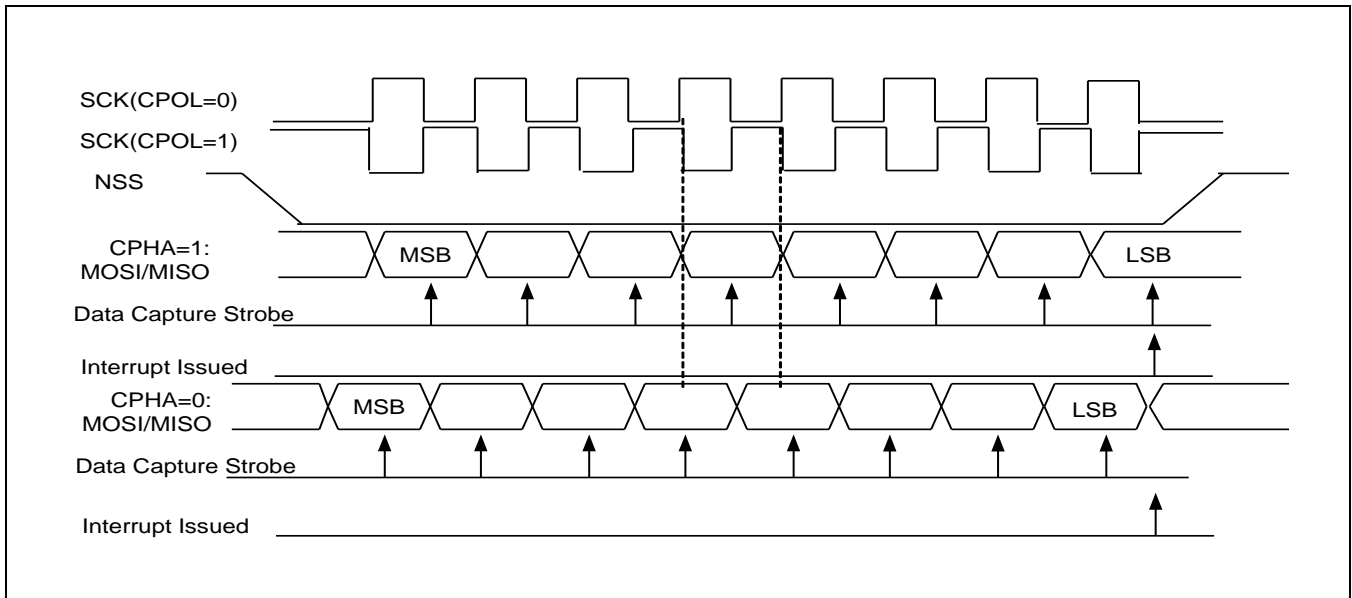 SCK(CPOL=0)
SCK(CPOL=1)
NSS
CPHA=1:
MOSI/MISO
MSB
LSB
Data Capture Strobe
Interrupt Issued
CPHA=0:
MOSI/MISO
MSB
LSB
Data Capture Strobe
Interrupt Issued